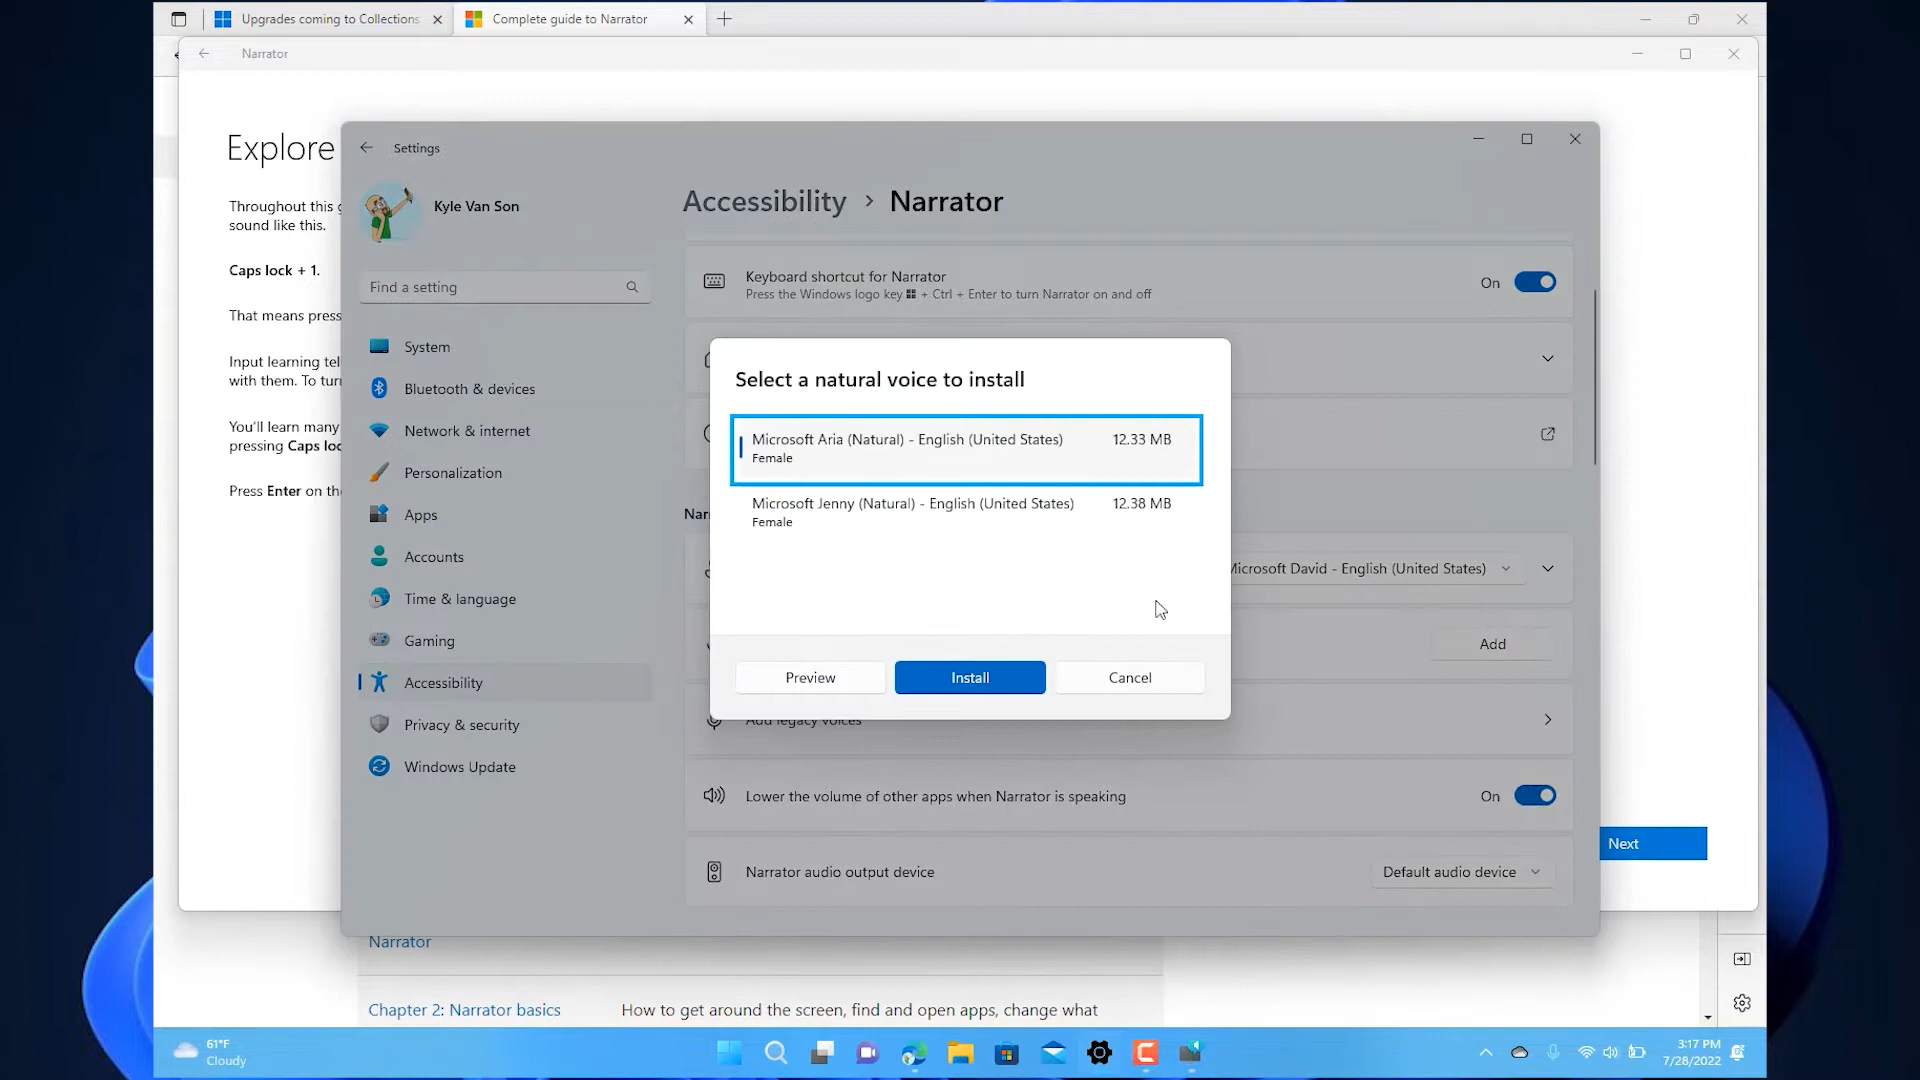 Upgrades coming to Collections
Complete guide to Narrator
Narrator
Explore
Throughout this g
sound like this.
Caps lock + 1.
That means press
Input learning tel
with them. To turn
You'll learn many
pressing Caps loc
Press Enter on the
Next
Settings
Kyle Van Son
Find a setting
System
Bluetooth & devices
Network & internet
Personalization
Apps
Accounts
Time & language
Gaming
Accessibility
Privacy & security
Windows Update
Accessibility > Narrator
Keyboard shortcut for Narrator
Press the Windows logo key + Ctrl + Enter to turn Narrator on and off
On
Nar
Microsoft David - English (United States)
Add
Add legacy voices
Lower the volume of other apps when Narrator is speaking
On
Narrator audio output device
Default audio device
Select a natural voice to install
Microsoft Aria (Natural) - English (United States) 12.33 MB
Female
Microsoft Jenny (Natural) - English (United States) 12.38 MB
Female
Preview
Install
Cancel
Narrator
Chapter 2: Narrator basics
How to get around the screen, find and open apps, change what
61°F
Cloudy
3:17 PM
7/28/2022